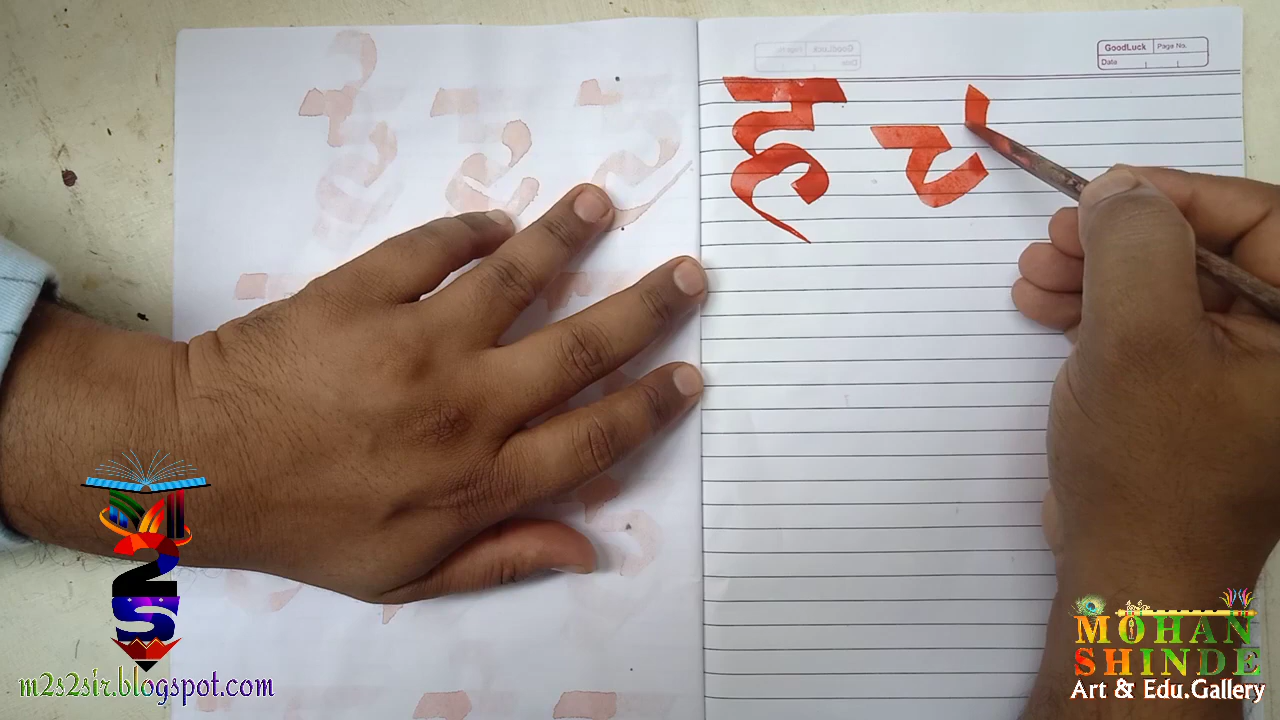 GoodLuck Page No.
Date
ह
m2s2sir.blogspot.com
MOHAN
SHINDE
Art & Edu.Gallery